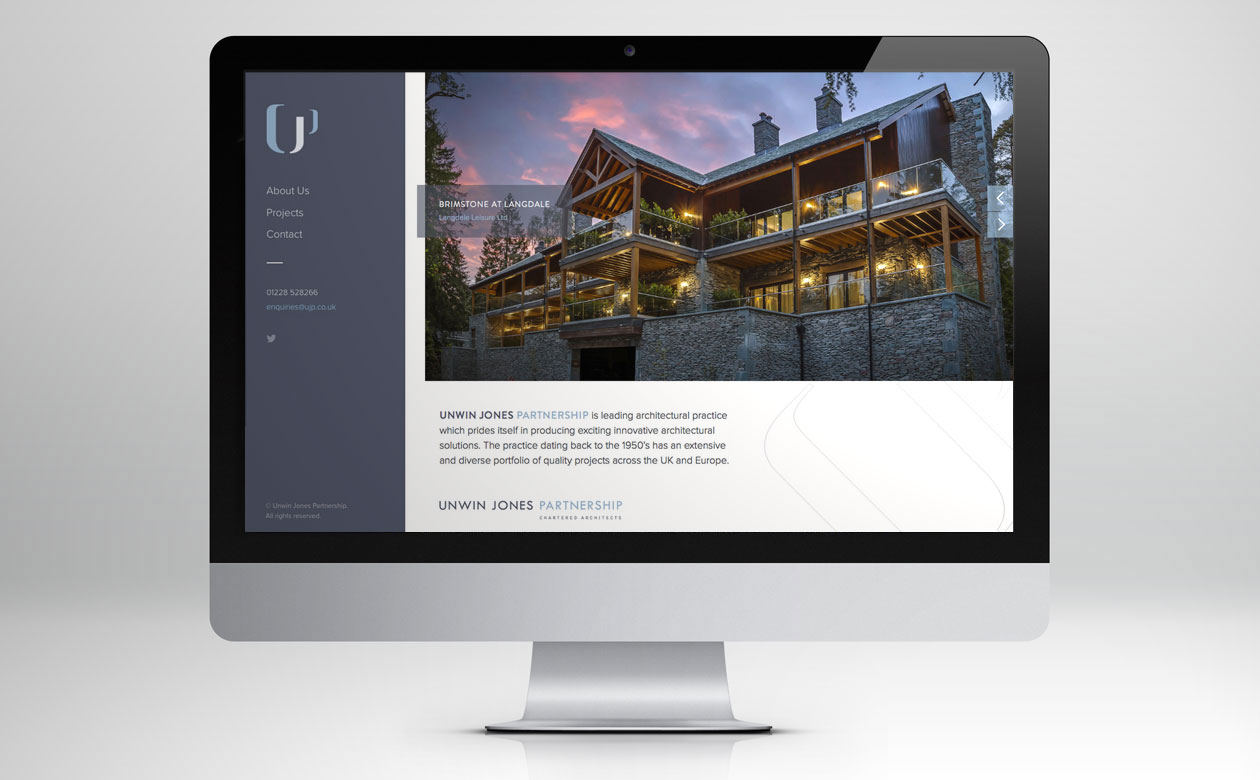 UJP
About Us
Projects
Contact
01228 528266
enquiries@ujp.co.uk
© Unwin Jones Partnership.
All rights reserved.
BRIMSTONE AT LANGDALE
Langdale Leisure Ltd
UNWIN JONES PARTNERSHIP is leading architectural practice
which prides itself in producing exciting innovative architectural
solutions. The practice dating back to the 1950's has an extensive
and diverse portfolio of quality projects across the UK and Europe.
UNWIN JONES PARTNERSHIP
CHARTERED ARCHITECTS